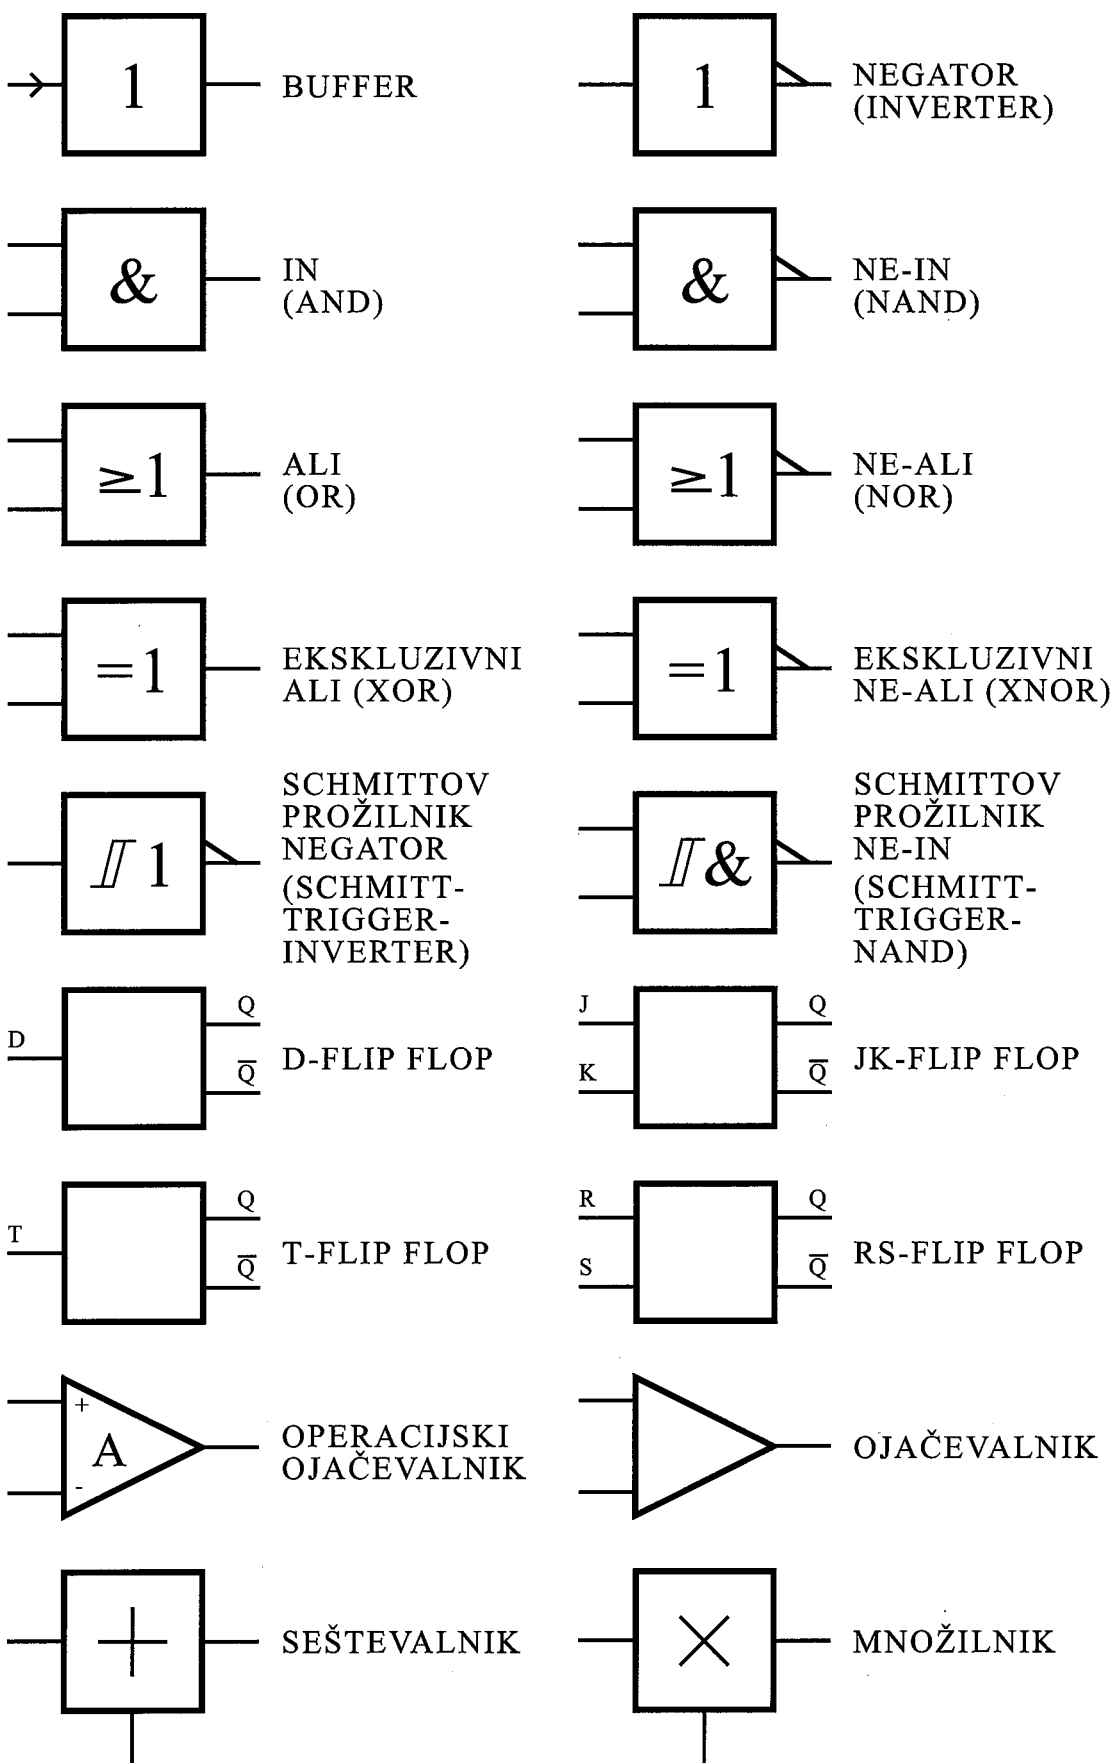 1
BUFFER
1
NEGATOR
(INVERTER)
&
IN
(AND)
&
NE-IN
(NAND)
≥1
ALI
(OR)
≥1
NE-ALI
(NOR)
=1
EKSKLUZIVNI
ALI (XOR)
=1
EKSKLUZIVNI
NE-ALI (XNOR)
1
SCHMITTOV
PROŽILNIK
NEGATOR
(SCHMITT-
TRIGGER-
INVERTER)
&
SCHMITTOV
PROŽILNIK
NE-IN
(SCHMITT-
TRIGGER-
NAND)
D
Q
Q̅
D-FLIP FLOP
J
K
Q
Q̅
JK-FLIP FLOP
T
Q
Q̅
T-FLIP FLOP
R
S
Q
Q̅
RS-FLIP FLOP
+
A
-
OPERACIJSKI
OJAČEVALNIK
OJAČEVALNIK
+
SEŠTEVALNIK
×
MNOŽILNIK